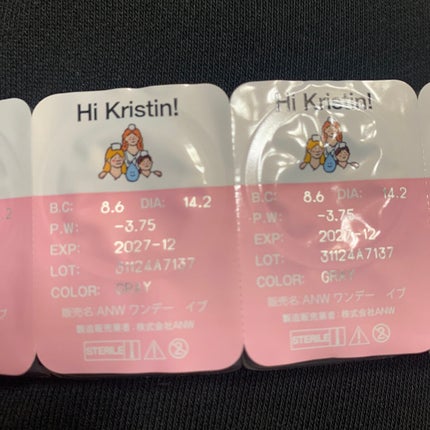 Hi Kristin!
B.C: 8.6 DIA: 14.2
P.W: -3.75
EXP: 2027-12
LOT: 31124A7137
COLOR: GRAY
販売名 ANW ワンデー イブ
製造販売業者：株式会社ANW
STERILE
Hi Kristin!
B.C: 8.6 DIA: 14.2
P.W: -3.75
EXP: 2027-12
LOT: 31124A7137
COLOR: GRAY
販売名 ANW ワンデー イブ
製造販売業者：株式会社ANW
STERILE
2